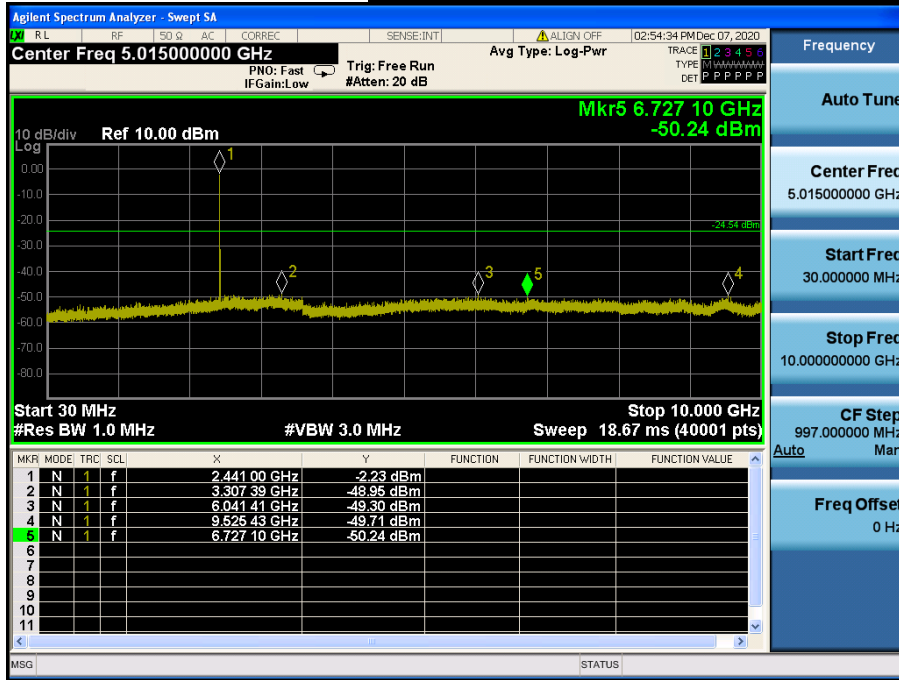 Agilent Spectrum Analyzer - Swept SA
LXI RL RF 50 Ω AC CORREC SENSE:INT ALIGN OFF 02:54:34 PM Dec 07, 2020
Center Freq 5.015000000 GHz
PNO: Fast
IFGain:Low
Trig: Free Run
#Atten: 20 dB
Avg Type: Log-Pwr
TRACE 1 2 3 4 5 6
TYPE M W W W W W
DET P P P P P P
Mkr5 6.727 10 GHz
-50.24 dBm
10 dB/div Ref 10.00 dBm
Log
0.00
-10.0
-20.0
-30.0
-40.0
-50.0
-60.0
-70.0
-80.0
1
2
3
5
4
-24.54 dBm
Start 30 MHz Stop 10.000 GHz
#Res BW 1.0 MHz #VBW 3.0 MHz Sweep 18.67 ms (40001 pts)
MKR MODE TRC SCL X Y FUNCTION FUNCTION WIDTH FUNCTION VALUE
1 N 1 f 2.441 00 GHz -2.23 dBm
2 N 1 f 3.307 39 GHz -48.95 dBm
3 N 1 f 6.041 41 GHz -49.30 dBm
4 N 1 f 9.525 43 GHz -49.71 dBm
5 N 1 f 6.727 10 GHz -50.24 dBm
6
7
8
9
10
11
MSG STATUS
Frequency
Auto Tune
Center Freq
5.015000000 GHz
Start Freq
30.000000 MHz
Stop Freq
10.000000000 GHz
CF Step
997.000000 MHz
Auto Man
Freq Offset
0 Hz